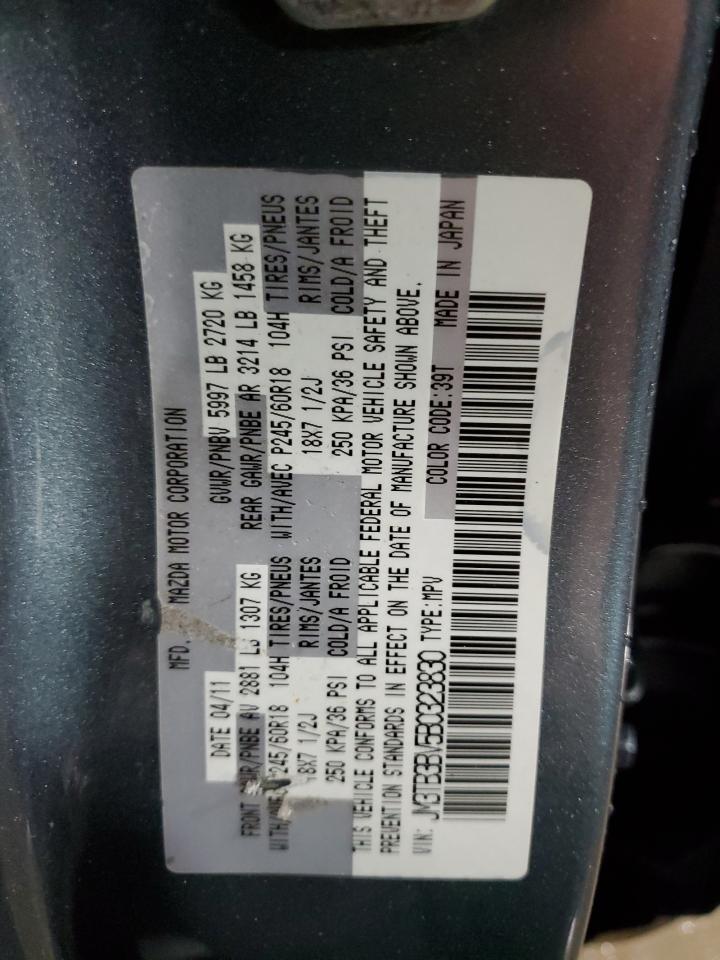 MFD. MAZDA MOTOR CORPORATION
DATE 04/11 GVWR/PNBV 5997 LB 2720 KG
FRONT GAWR/PNBE AV 2881 LB 1307 KG REAR GAWR/PNBE AR 3214 LB 1458 KG
WITH/AVEC P245/60R18 104H TIRES/PNEUS WITH/AVEC P245/60R18 104H TIRES/PNEUS
18X7 1/2J RIMS/JANTES 18X7 1/2J RIMS/JANTES
250 KPA/36 PSI COLD/A FROID 250 KPA/36 PSI COLD/A FROID
THIS VEHICLE CONFORMS TO ALL APPLICABLE FEDERAL MOTOR VEHICLE SAFETY AND THEFT
PREVENTION STANDARDS IN EFFECT ON THE DATE OF MANUFACTURE SHOWN ABOVE.
VIN: JM3TB3BV5B0323830 TYPE:MPV COLOR CODE:39T MADE IN JAPAN